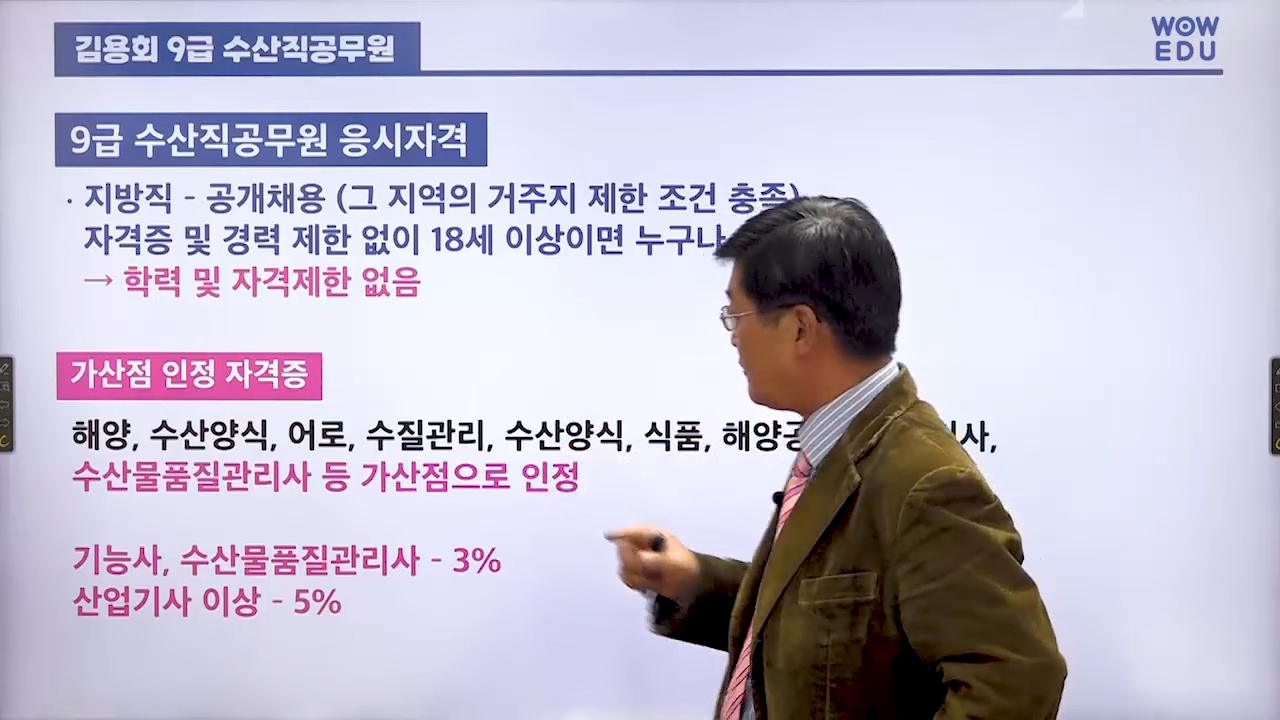 김용회 9급 수산직공무원
WOW
EDU
9급 수산직공무원 응시자격
· 지방직 - 공개채용 (그 지역의 거주지 제한 조건 충족)
자격증 및 경력 제한 없이 18세 이상이면 누구나
→ 학력 및 자격제한 없음
가산점 인정 자격증
해양, 수산양식, 어로, 수질관리, 수산양식, 식품,
수산물품질관리사 등 가산점으로 인정
기능사, 수산물품질관리사 - 3%
산업기사 이상 - 5%